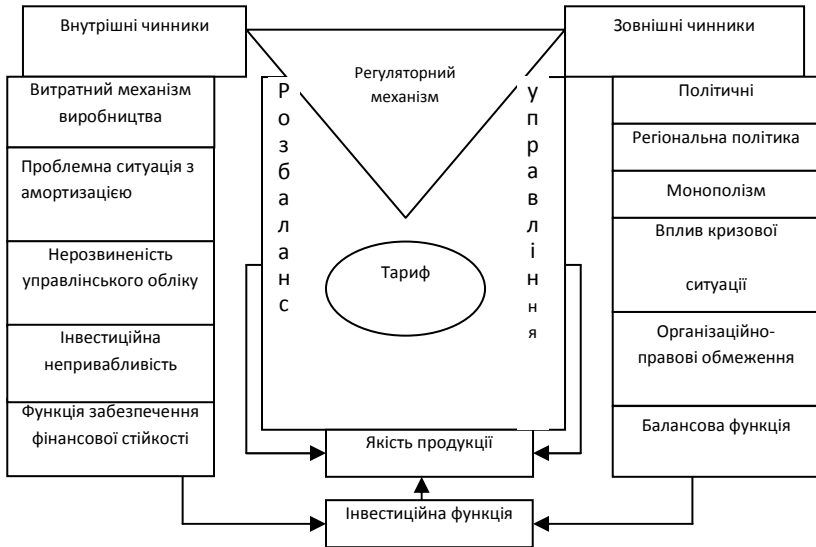 Внутрішні чинники
Витратний механізм
виробництва
Проблемна ситуація з
амортизацією
Нерозвиненість
управлінського обліку
Інвестиційна
непривабливість
Функція забезпечення
фінансової стійкості
Регуляторний
механізм
Розбаланс
управління
Тариф
Якість продукції
Інвестиційна функція
Зовнішні чинники
Політичні
Регіональна політика
Монополізм
Вплив кризової
ситуації
Організаційно-
правові обмеження
Балансова функція